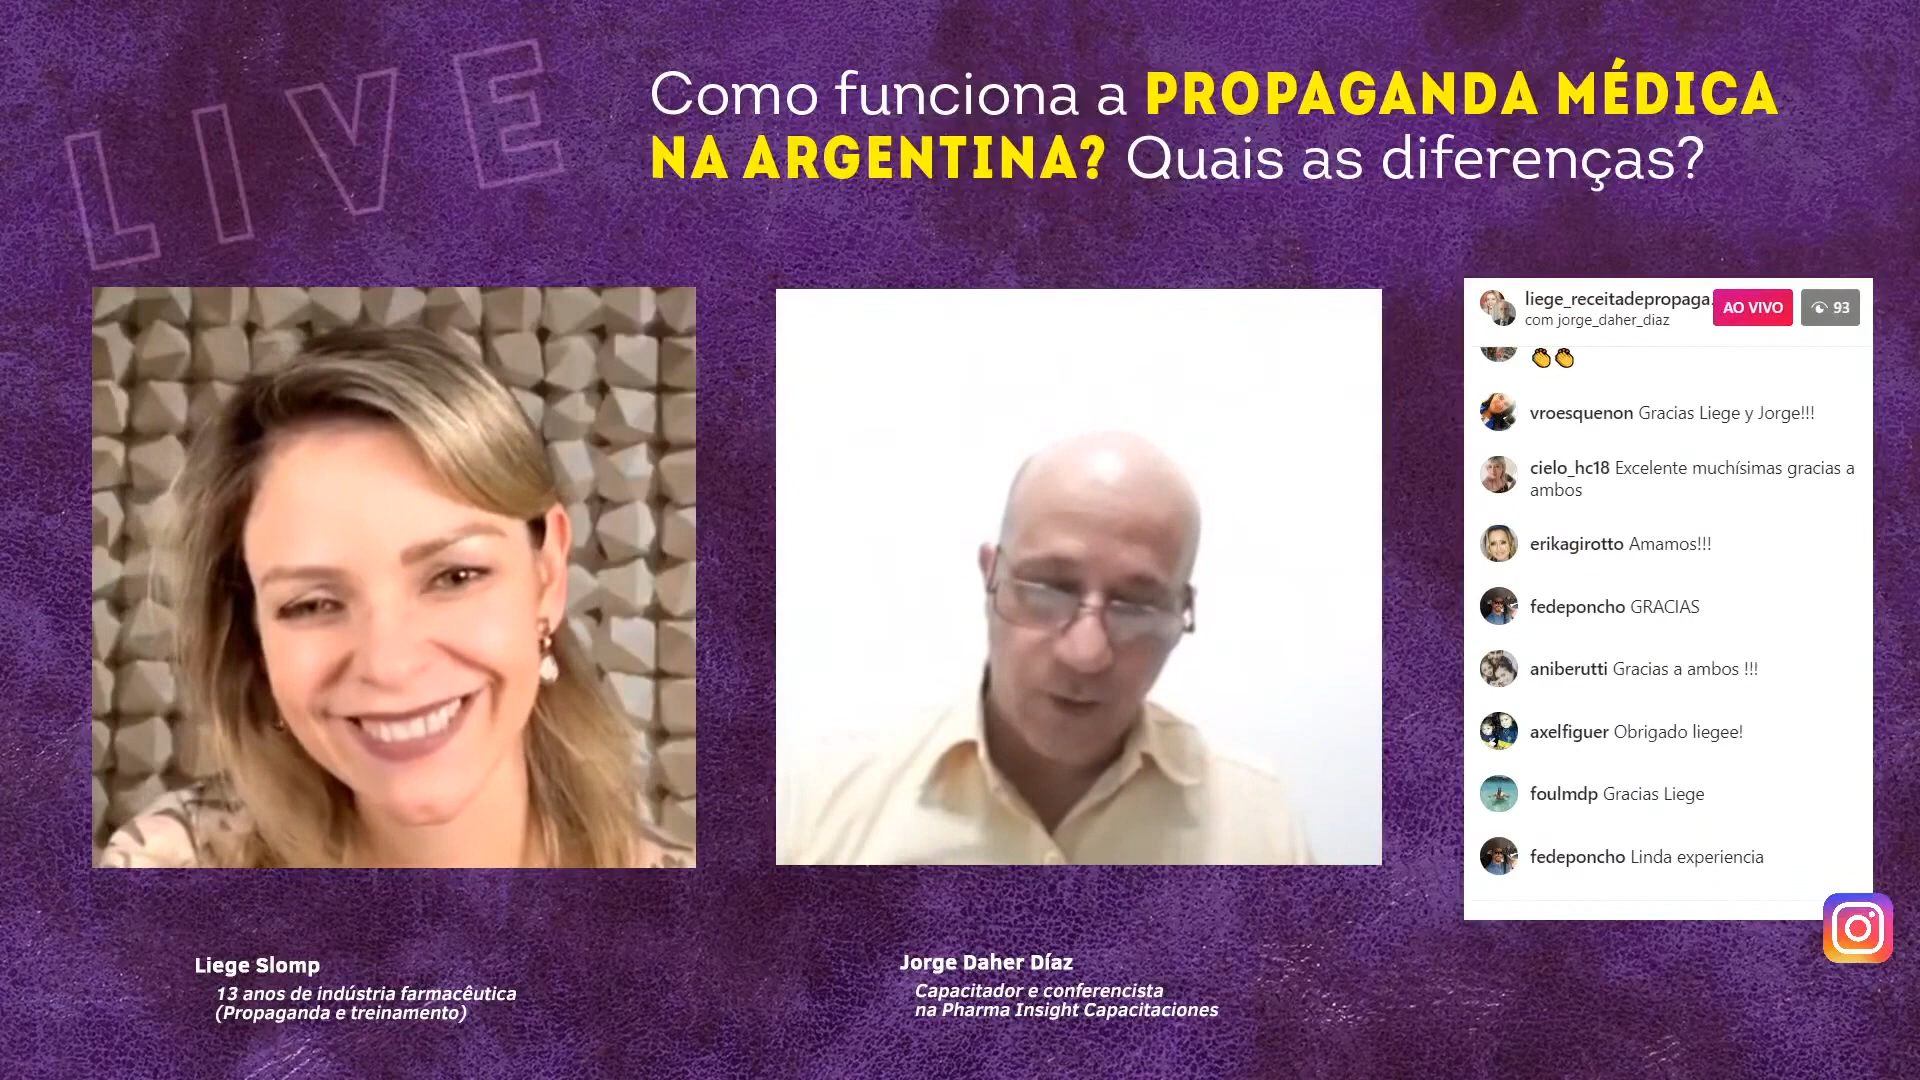 LIVE
Como funciona a PROPAGANDA MÉDICA
NA ARGENTINA? Quais as diferenças?
liege_receitadepropaga.
com jorge_daher_diaz
AO VIVO
93
vroesquenon Gracias Liege y Jorge!!!
cielo_hc18 Excelente muchísimas gracias a
ambos
erikagirotto Amamos!!!
fedeponcho GRACIAS
aniberutti Gracias a ambos !!!
axelfiguer Obrigado liegee!
foulmdp Gracias Liege
fedeponcho Linda experiencia
Liege Slomp
13 anos de indústria farmacêutica
(Propaganda e treinamento)
Jorge Daher Díaz
Capacitador e conferencista
na Pharma Insight Capacitaciones